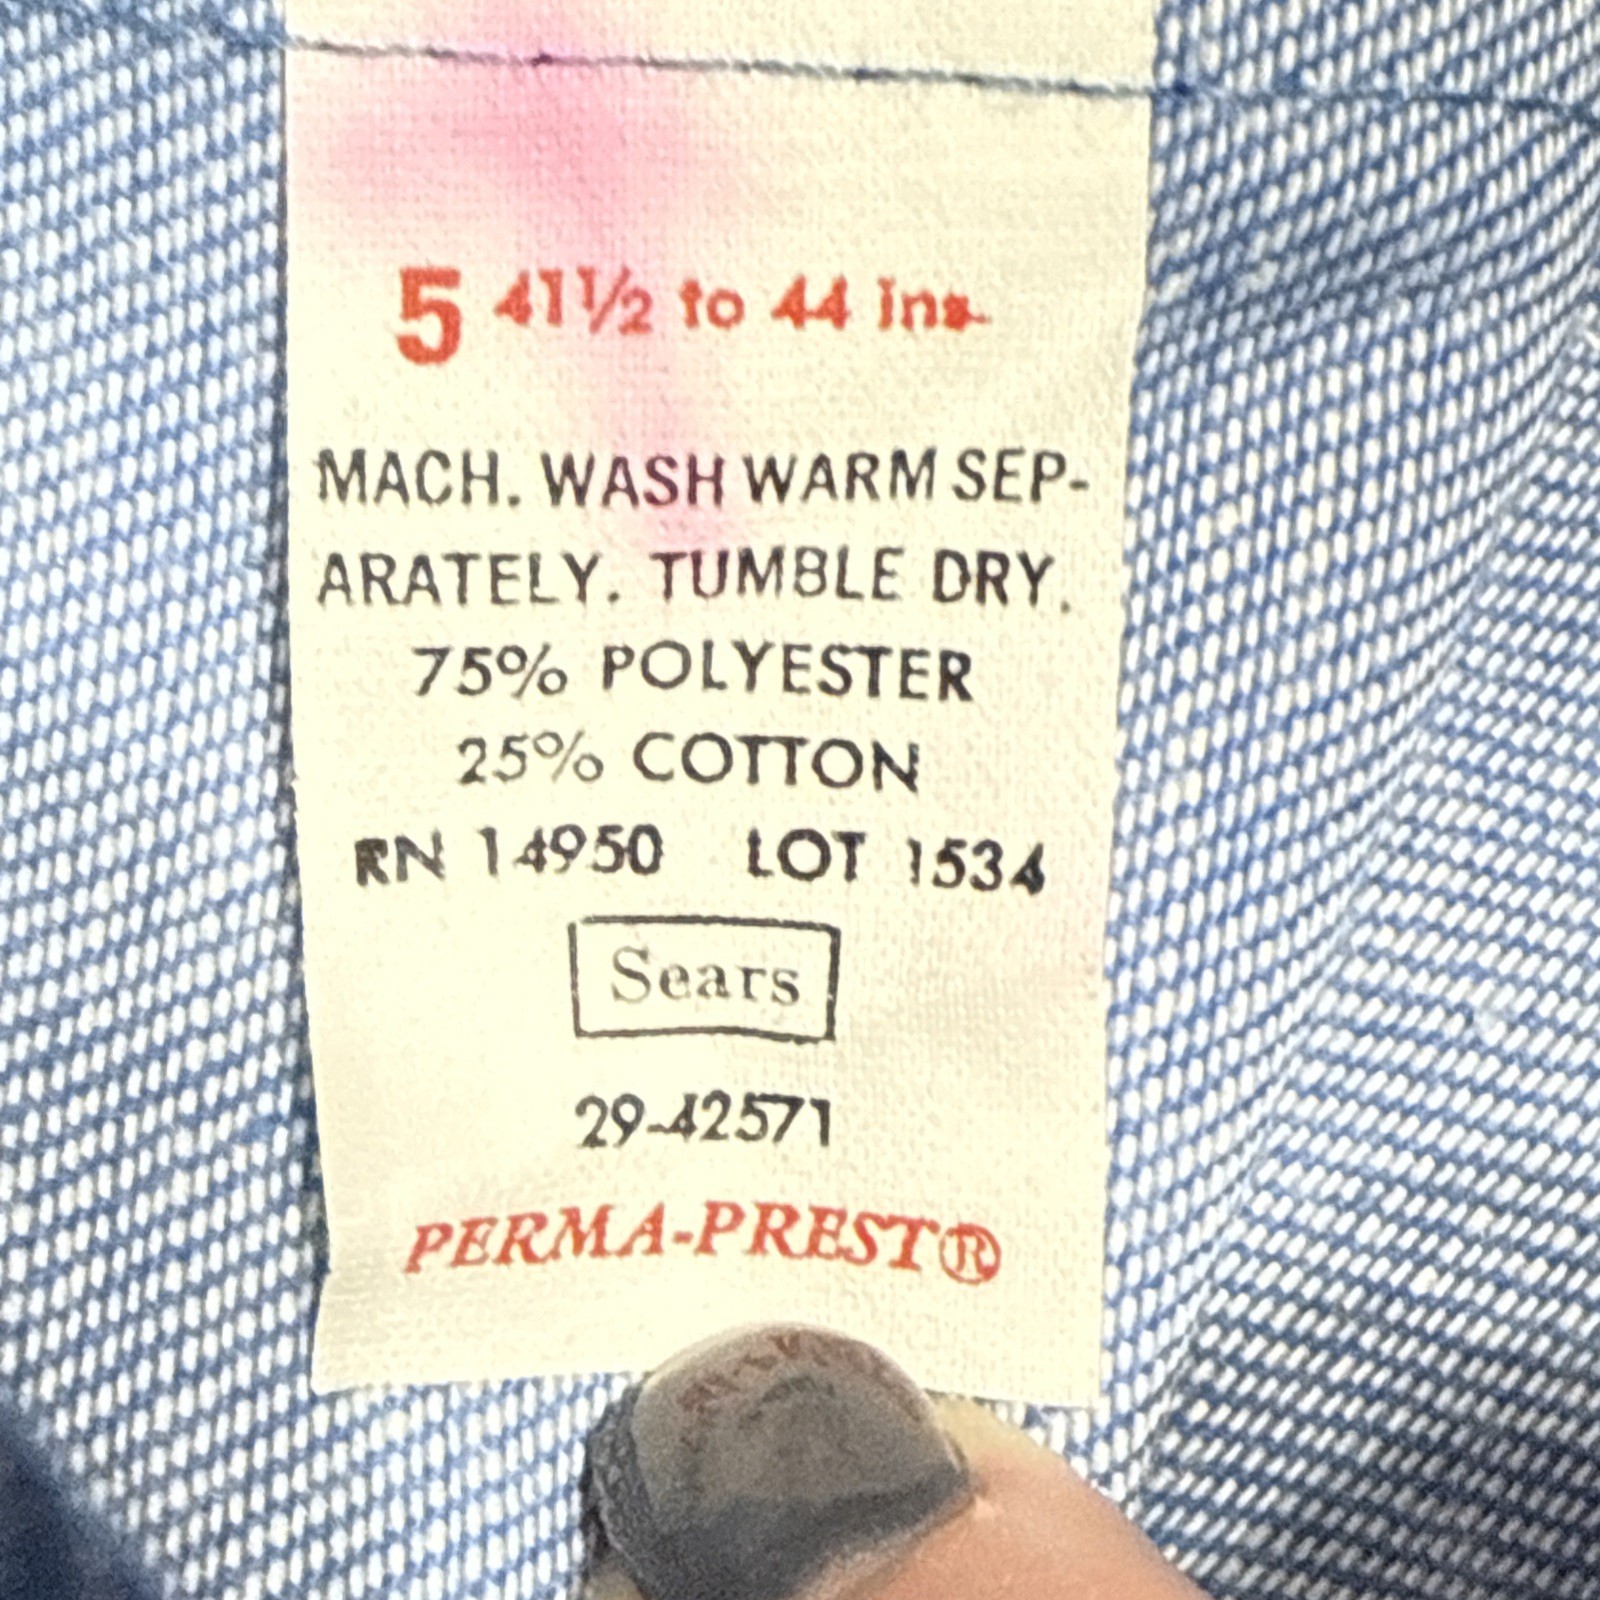 5 41½ to 44 Ins.
MACH. WASH WARM SEP-
ARATELY. TUMBLE DRY.
75% POLYESTER
25% COTTON
RN 14950 LOT 1534
Sears
29-42571
PERMA-PREST®